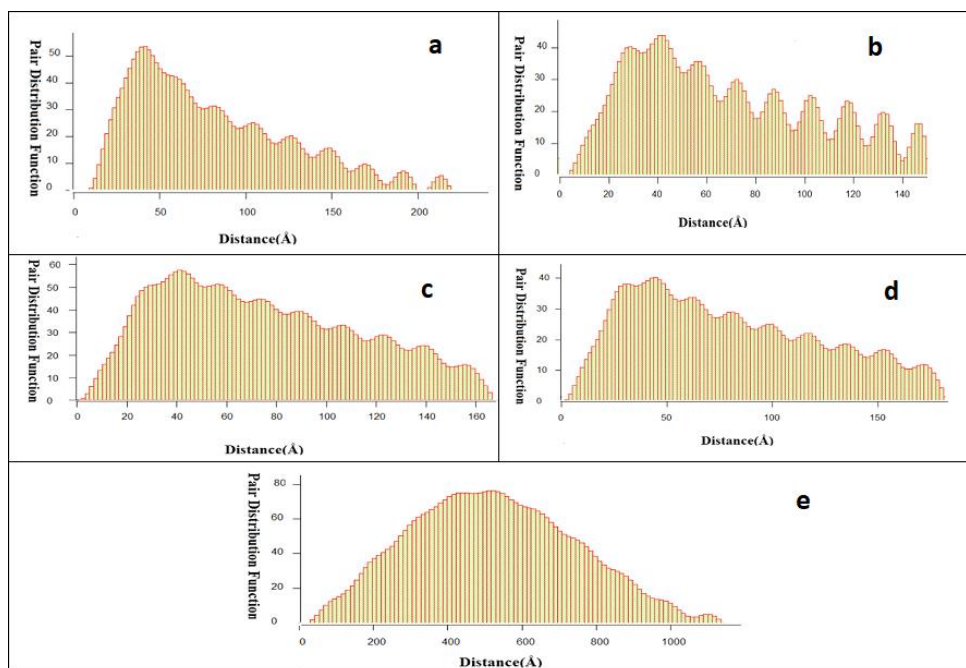 a
Pair Distribution Function
50
40
30
20
10
0
0 50 100 150 200
Distance(Å)
b
Pair Distribution Function
40
30
20
10
0
0 20 40 60 80 100 120 140
Distance(Å)
c
Pair Distribution Function
60
50
40
30
20
10
0
0 20 40 60 80 100 120 140 160
Distance(Å)
d
Pair Distribution Function
40
30
20
10
0
0 50 100 150
Distance(Å)
e
Pair Distribution Function
80
60
40
20
0
0 200 400 600 800 1000
Distance(Å)